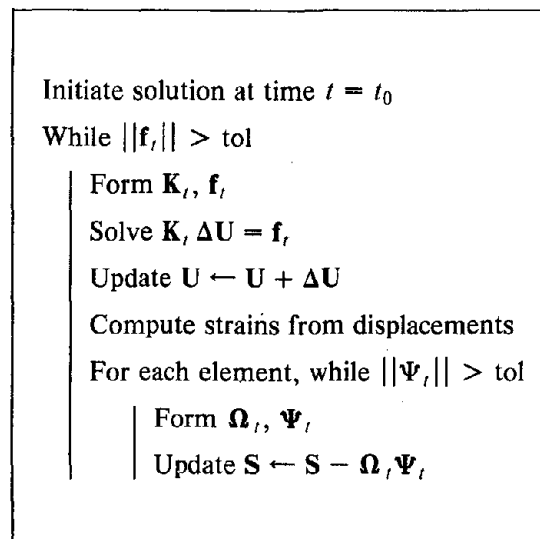 Initiate solution at time t = t₀
While ||fₜ|| > tol
Form Kₜ, fₜ
Solve Kₜ ΔU = fₜ
Update U ← U + ΔU
Compute strains from displacements
For each element, while ||Ψₜ|| > tol
Form Ωₜ, Ψₜ
Update S ← S − ΩₜΨₜ